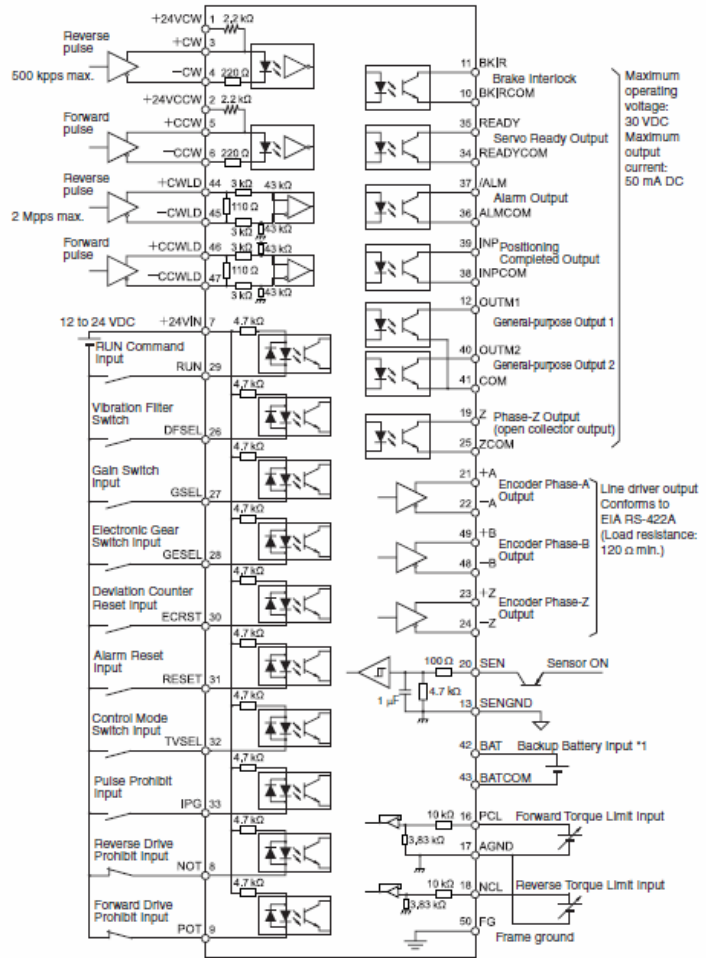 +24VCW 1 2.2 kΩ
Reverse pulse
+CW 3
500 kpps max.
−CW 4 220 Ω
+24VCCW 2 2.2 kΩ
Forward pulse
+CCW 5
−CCW 6 220 Ω
Reverse pulse
+CWLD 44 3 kΩ 43 kΩ
2 Mpps max.
110 Ω
−CWLD 45
3 kΩ 43 kΩ
Forward pulse
+CCWLD 46 3 kΩ 43 kΩ
110 Ω
−CCWLD 47
3 kΩ 43 kΩ
12 to 24 VDC
+24VIN 7 4.7 kΩ
RUN Command Input
RUN 29
4.7 kΩ
Vibration Filter Switch
DFSEL 26
4.7 kΩ
Gain Switch Input
GSEL 27
4.7 kΩ
Electronic Gear Switch Input
GESEL 28
4.7 kΩ
Deviation Counter Reset Input
ECRST 30
4.7 kΩ
Alarm Reset Input
RESET 31
4.7 kΩ
Control Mode Switch Input
TVSEL 32
4.7 kΩ
Pulse Prohibit Input
IPG 33
4.7 kΩ
Reverse Drive Prohibit Input
NOT 8
4.7 kΩ
Forward Drive Prohibit Input
POT 9
11 BKIR
Brake Interlock
10 BKIRCOM
35 READY
Servo Ready Output
34 READYCOM
37 /ALM
Alarm Output
36 ALMCOM
39 INP
Positioning Completed Output
38 INPCOM
12 OUTM1
General-purpose Output 1
40 OUTM2
General-purpose Output 2
41 COM
19 Z Phase-Z Output
(open collector output)
25 ZCOM
Maximum
operating
voltage:
30 VDC
Maximum
output
current:
50 mA DC
21 +A
Encoder Phase-A
22 −A Output
49 +B
Encoder Phase-B
48 −B Output
23 +Z
Encoder Phase-Z
24 −Z Output
Line driver output
Conforms to
EIA RS-422A
(Load resistance:
120 Ω min.)
100 Ω 20 SEN Sensor ON
4.7 kΩ
1 μF
13 SENGND
42 BAT Backup Battery Input *1
43 BATCOM
10 kΩ 16 PCL Forward Torque Limit Input
3.83 kΩ
17 AGND
10 kΩ 18 NCL Reverse Torque Limit Input
3.83 kΩ
50 FG
Frame ground